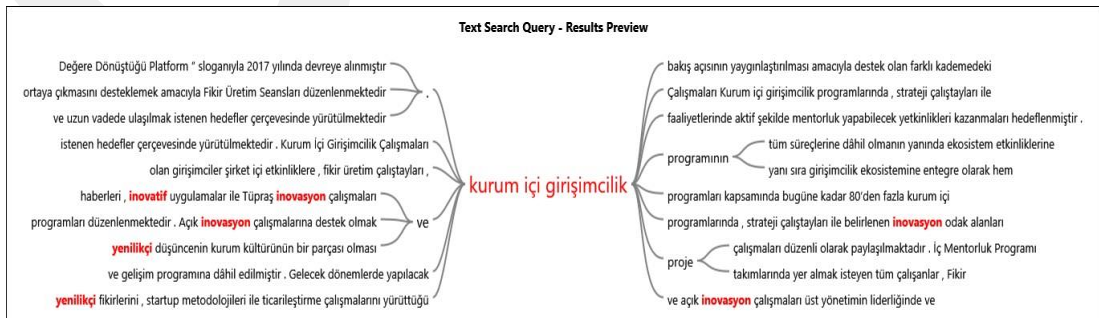 Text Search Query - Results Preview
Değere Dönüştüğü Platform " sloganıyla 2017 yılında devreye alınmıştır
ortaya çıkmasını desteklemek amacıyla Fikir Üretim Seansları düzenlenmektedir
ve uzun vadede ulaşılmak istenen hedefler çerçevesinde yürütülmektedir
.
istenen hedefler çerçevesinde yürütülmektedir . Kurum İçi Girişimcilik Çalışmaları
olan girişimciler şirket içi etkinliklere , fikir üretim çalıştayları ,
haberleri , inovatif uygulamalar ile Tüpraş inovasyon çalışmaları
programları düzenlenmektedir . Açık inovasyon çalışmalarına destek olmak
yenilikçi düşüncenin kurum kültürünün bir parçası olması
ve
ve gelişim programına dâhil edilmiştir . Gelecek dönemlerde yapılacak
yenilikçi fikirlerini , startup metodolojileri ile ticarileştirme çalışmalarını yürüttüğü
kurum içi girişimcilik
bakış açısının yaygınlaştırılması amacıyla destek olan farklı kademedeki
Çalışmaları Kurum içi girişimcilik programlarında , strateji çalıştayları ile
faaliyetlerinde aktif şekilde mentorluk yapabilecek yetkinlikleri kazanmaları hedeflenmiştir .
programının
tüm süreçlerine dâhil olmanın yanında ekosistem etkinliklerine
yanı sıra girişimcilik ekosistemine entegre olarak hem
programları kapsamında bugüne kadar 80'den fazla kurum içi
programlarında , strateji çalıştayları ile belirlenen inovasyon odak alanları
proje
çalışmaları düzenli olarak paylaşılmaktadır . İç Mentorluk Programı
takımlarında yer almak isteyen tüm çalışanlar , Fikir
ve açık inovasyon çalışmaları üst yönetimin liderliğinde ve